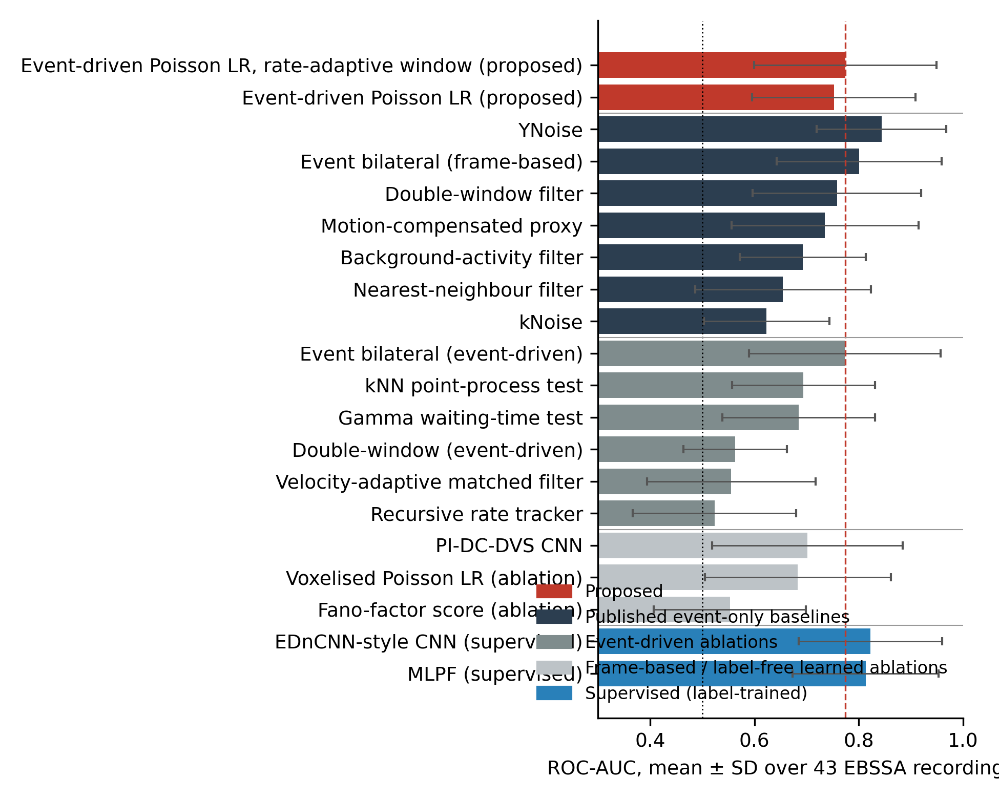 Event-driven Poisson LR, rate-adaptive window (proposed)
Event-driven Poisson LR (proposed)
YNoise
Event bilateral (frame-based)
Double-window filter
Motion-compensated proxy
Background-activity filter
Nearest-neighbour filter
kNoise
Event bilateral (event-driven)
kNN point-process test
Gamma waiting-time test
Double-window (event-driven)
Velocity-adaptive matched filter
Recursive rate tracker
PI-DC-DVS CNN
Voxelised Poisson LR (ablation)
Fano-factor score (ablation)
EDnCNN-style CNN (supervised)
MLPF (supervised)
Proposed
Published event-only baselines
Event-driven ablations
Frame-based / label-free learned ablations
Supervised (label-trained)
0.4 0.6 0.8 1.0
ROC-AUC, mean ± SD over 43 EBSSA recording